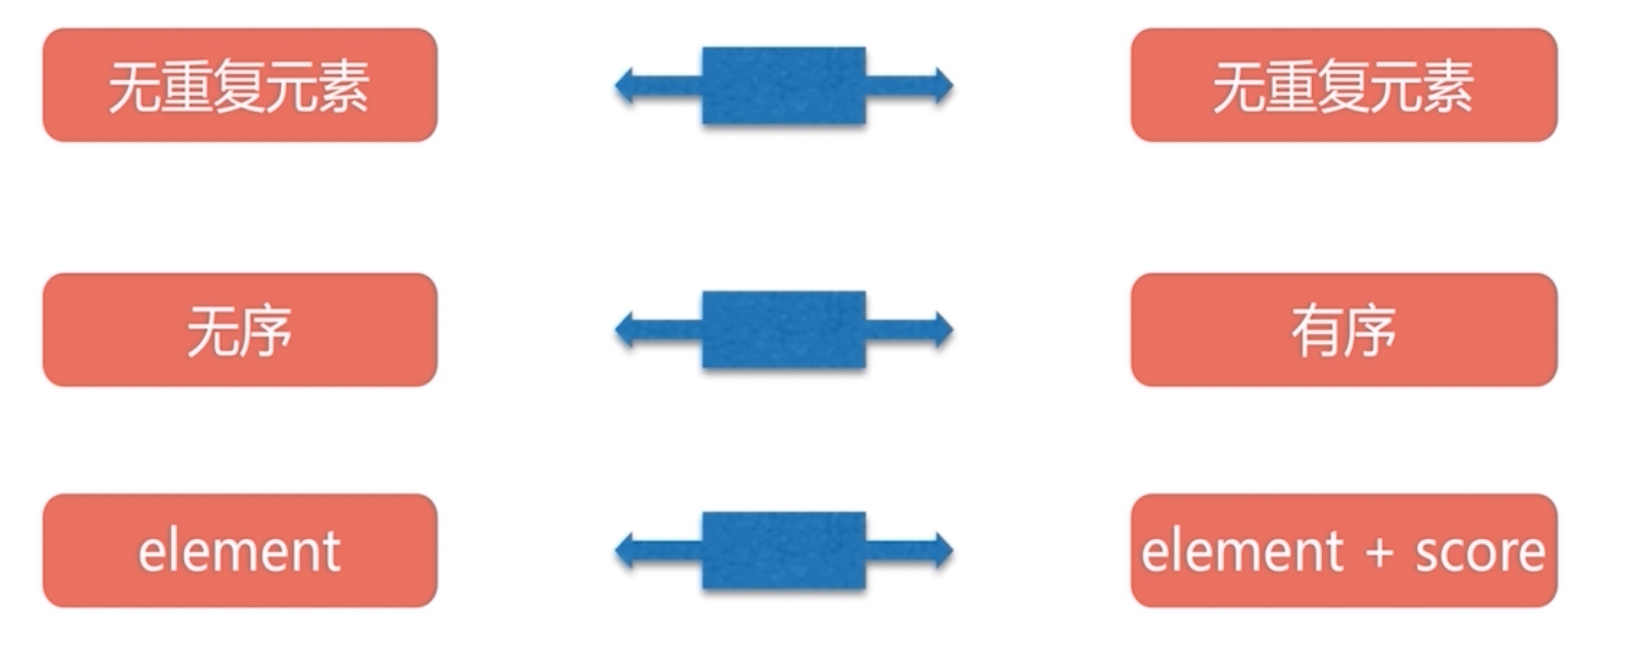 无重复元素
无重复元素
无序
有序
element
element + score